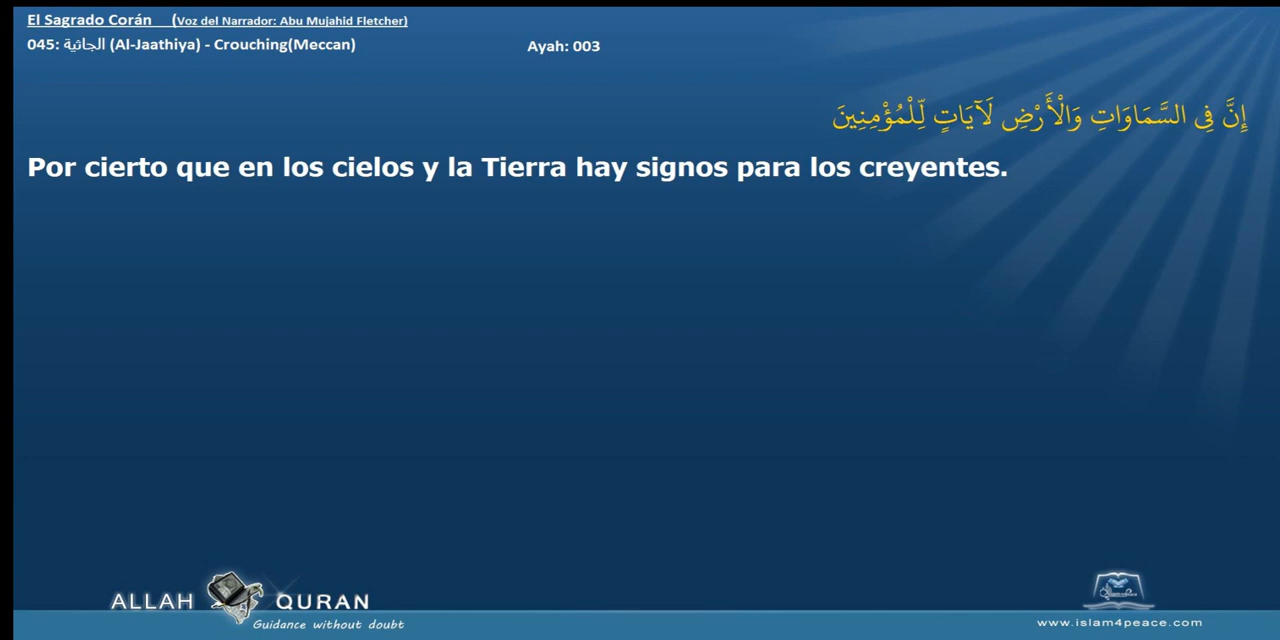 El Sagrado Corán (Voz del Narrador: Abu Mujahid Fletcher)
045: الجاثية (Al-Jaathiya) - Crouching(Meccan) Ayah: 003
إِنَّ فِي السَّمَاوَاتِ وَالْأَرْضِ لَآيَاتٍ لِّلْمُؤْمِنِينَ
Por cierto que en los cielos y la Tierra hay signos para los creyentes.
ALLAH QURAN
Guidance without doubt
www.islam4peace.com